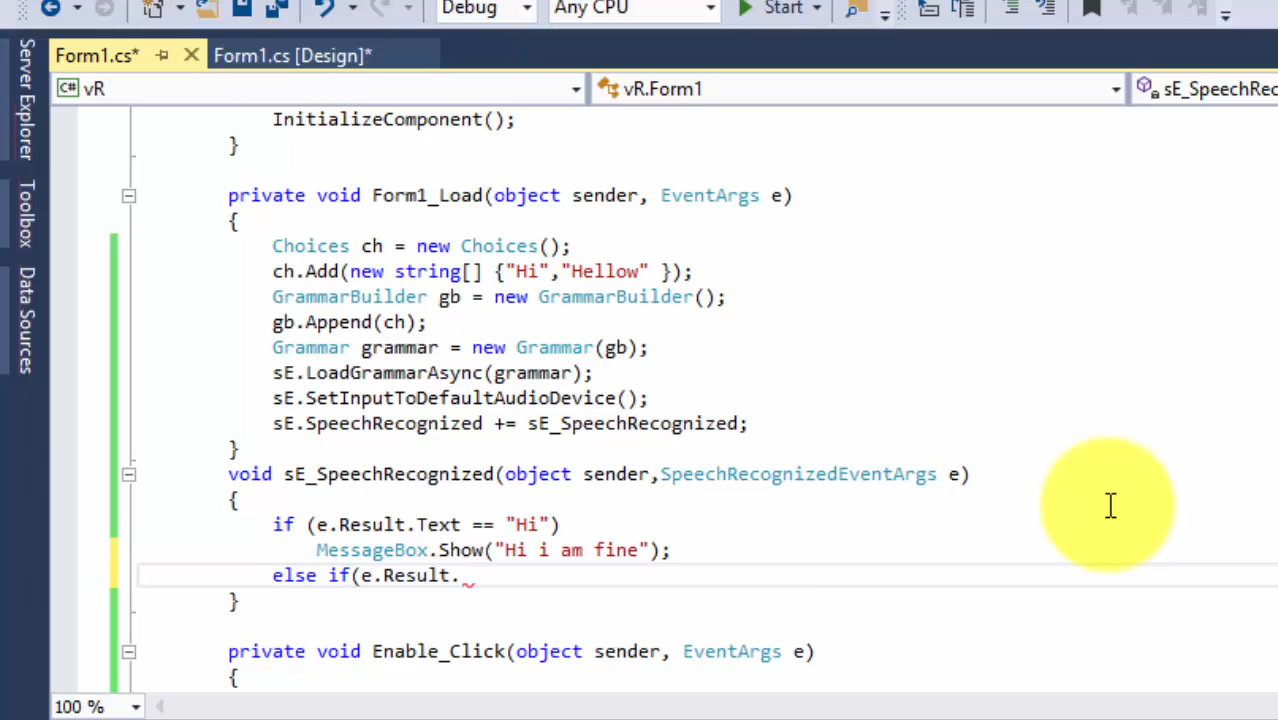 Debug Any CPU Start
Form1.cs* Form1.cs [Design]*
C# vR vR.Form1 sE_SpeechRec
Server Explorer
Toolbox
Data Sources
InitializeComponent();
}
private void Form1_Load(object sender, EventArgs e)
{
Choices ch = new Choices();
ch.Add(new string[] {"Hi","Hellow" });
GrammarBuilder gb = new GrammarBuilder();
gb.Append(ch);
Grammar grammar = new Grammar(gb);
sE.LoadGrammarAsync(grammar);
sE.SetInputToDefaultAudioDevice();
sE.SpeechRecognized += sE_SpeechRecognized;
}
void sE_SpeechRecognized(object sender,SpeechRecognizedEventArgs e)
{
if (e.Result.Text == "Hi")
MessageBox.Show("Hi i am fine");
else if(e.Result.
}
private void Enable_Click(object sender, EventArgs e)
{
100 %